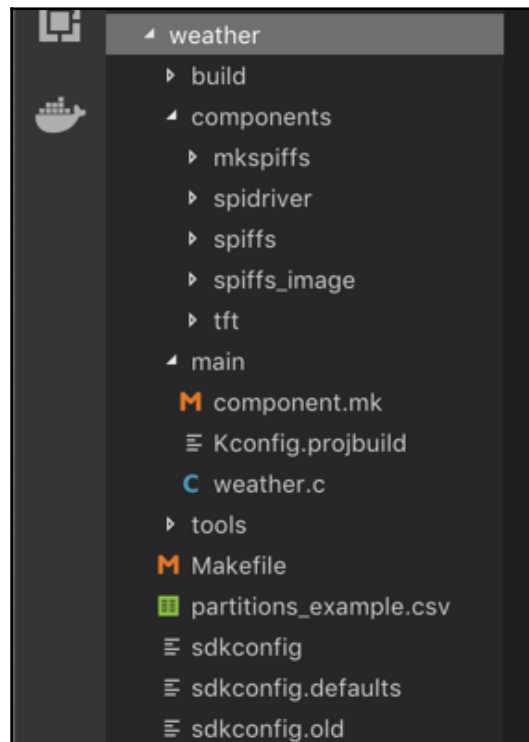 weather
build
components
mkspiffs
spidriver
spiffs
spiffs_image
tft
main
M component.mk
Kconfig.projbuild
C weather.c
tools
M Makefile
partitions_example.csv
sdkconfig
sdkconfig.defaults
sdkconfig.old